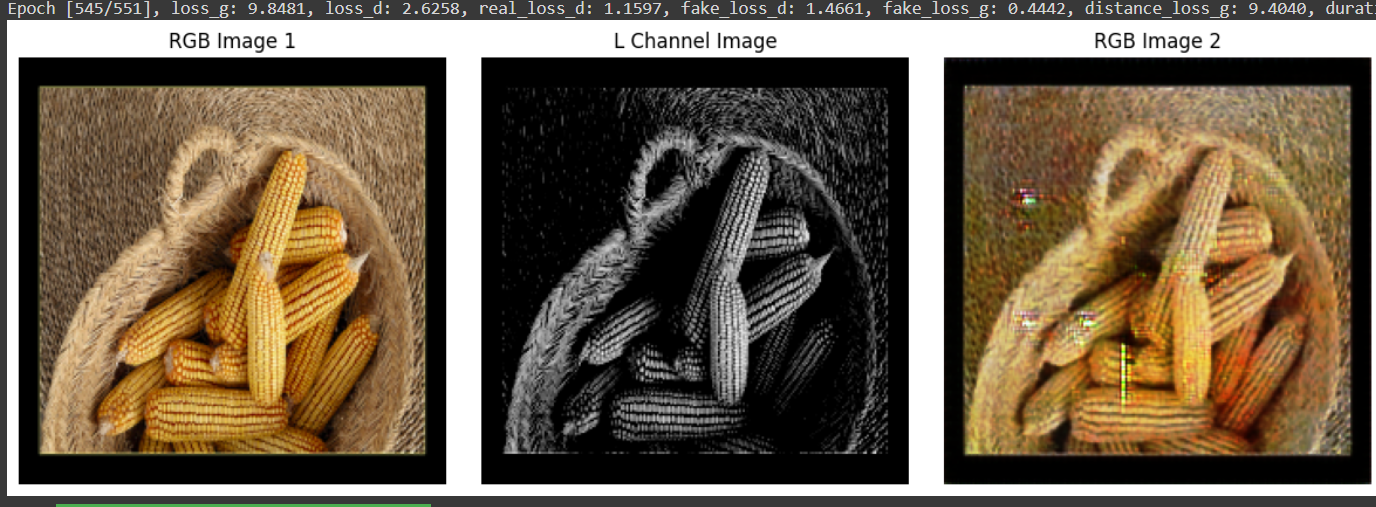 Epoch [545/551], loss_g: 9.8481, loss_d: 2.6258, real_loss_d: 1.1597, fake_loss_d: 1.4661, fake_loss_g: 0.4442, distance_loss_g: 9.4040,
RGB Image 1
L Channel Image
RGB Image 2